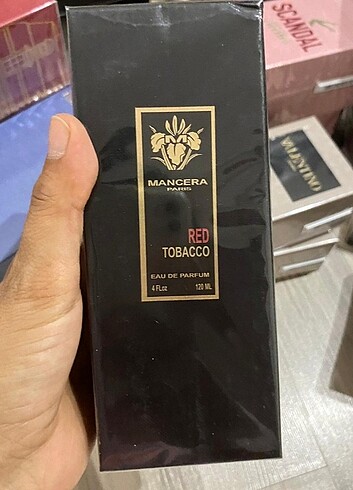 SCANDAL
VALENTINO
MANCERA
PARIS
RED
TOBACCO
EAU DE PARFUM
4 FLoz 120 ML